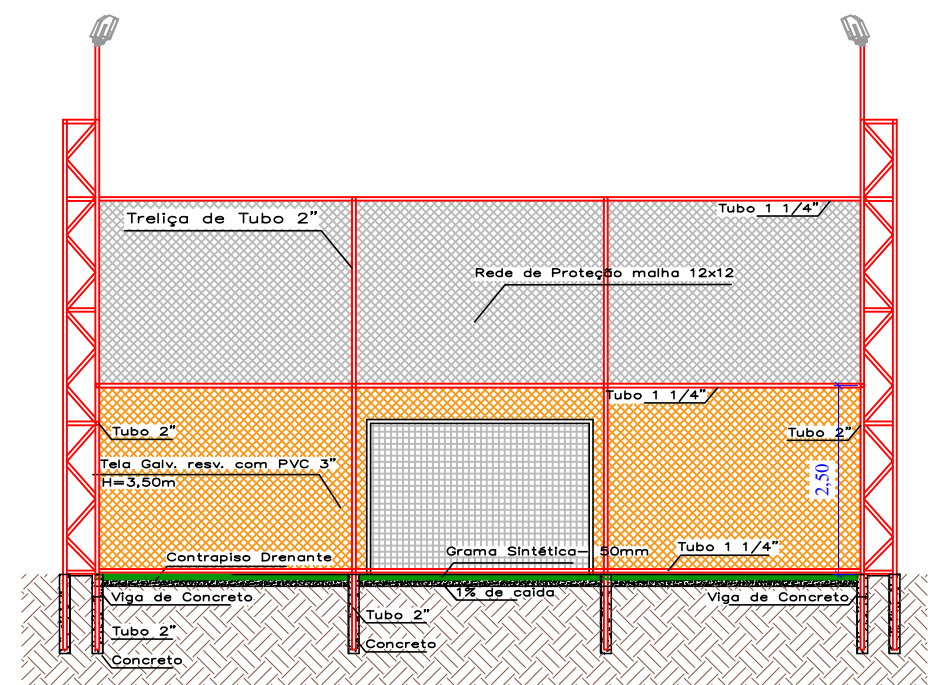 Tubo 1 1/4"
Treliça de Tubo 2"
Rede de Proteção malha 12x12
Tubo 1 1/4"
Tubo 2"
Tubo 2"
Tela Galv. resv. com PVC 3"
H=3,50m
2,50
Contrapiso Drenante
Grama Sintética- 50mm
Tubo 1 1/4"
Viga de Concreto
1% de caida
Viga de Concreto
Tubo 2"
Tubo 2"
Concreto
Concreto